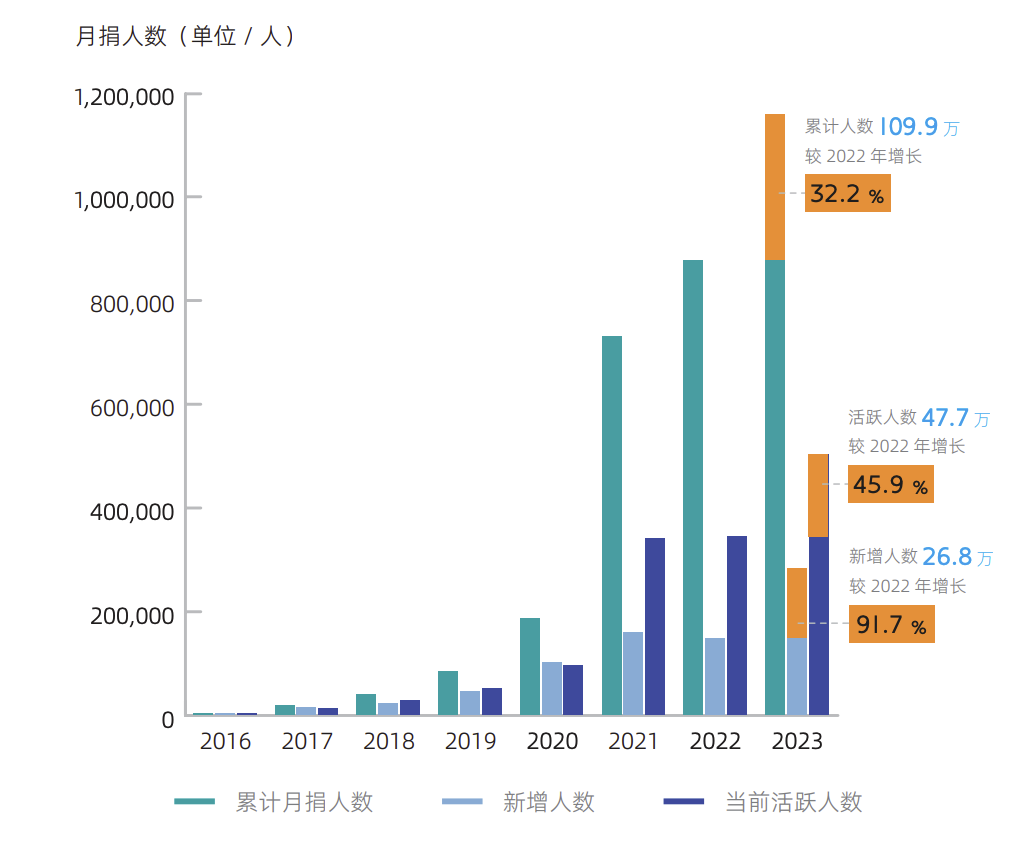 月捐人数（单位 / 人）
1,200,000
1,000,000
800,000
600,000
400,000
200,000
0
累计人数 109.9 万
较 2022 年增长
32.2 %
活跃人数 47.7 万
较 2022 年增长
45.9 %
新增人数 26.8 万
较 2022 年增长
91.7 %
2016 2017 2018 2019 2020 2021 2022 2023
累计月捐人数 新增人数 当前活跃人数